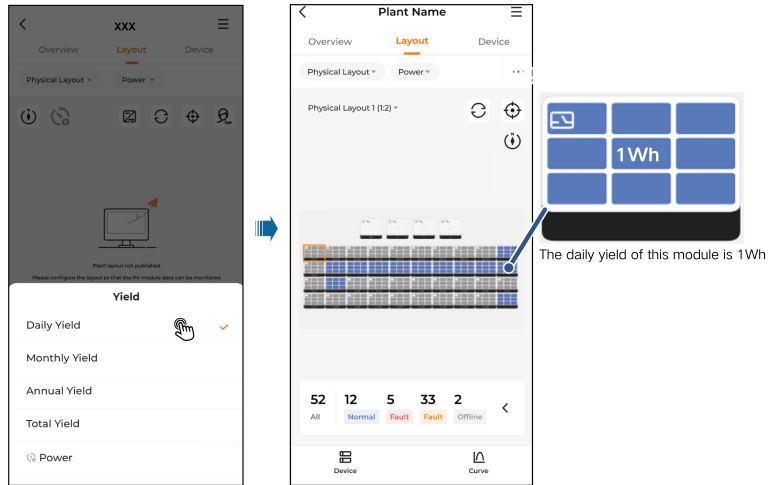 XXX
Overview Layout Device
Physical Layout Power
Plant layout not published
Please configure the layout so that the PV module data can be monitored
Yield
Daily Yield
Monthly Yield
Annual Yield
Total Yield
Power
Plant Name
Overview Layout Device
Physical Layout Power
Physical Layout 1 (1:2)
52 12 5 33 2
All Normal Fault Fault Offline
Device Curve
1Wh
The daily yield of this module is 1Wh